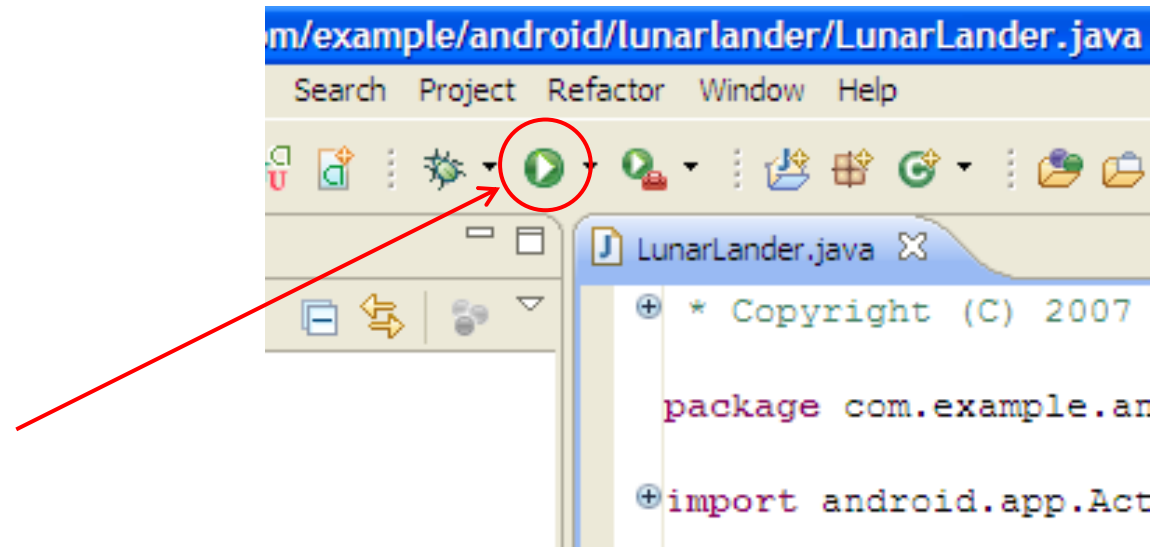 m/example/android/lunarlander/LunarLander.java
Search Project Refactor Window Help
LunarLander.java
* Copyright (C) 2007
package com.example.an
import android.app.Act